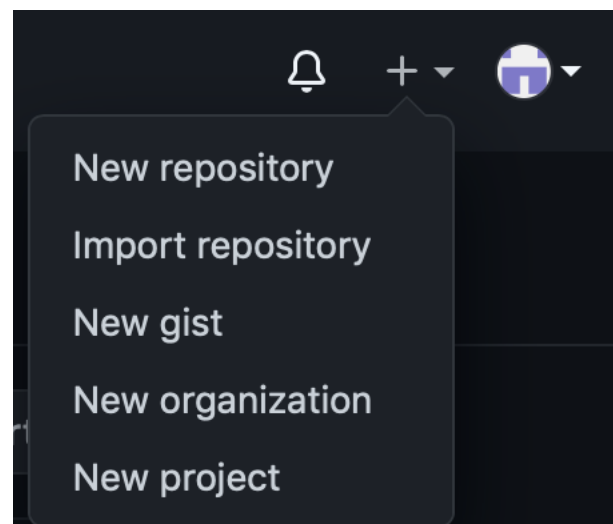 New repository
Import repository
New gist
New organization
New project